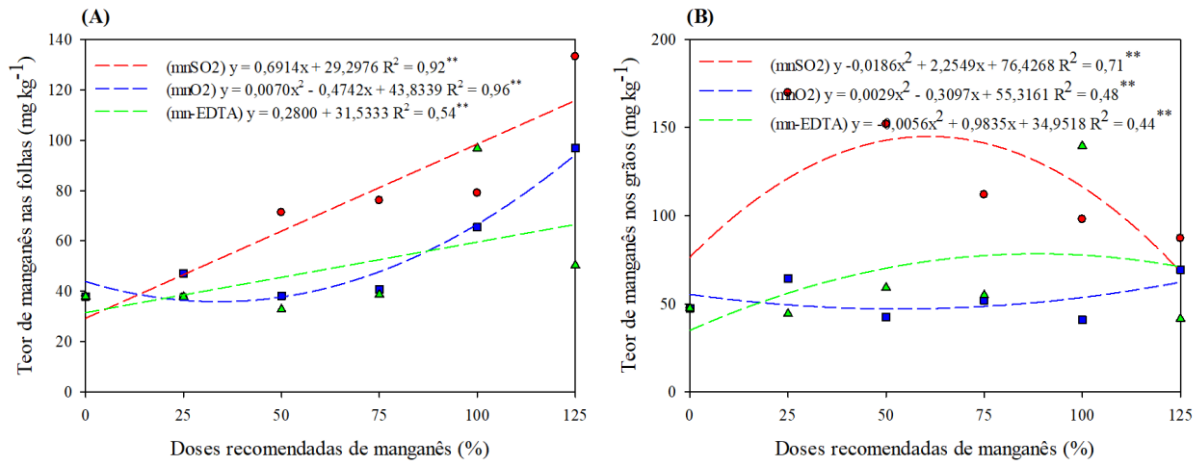 (A)
Teor de manganês nas folhas (mg kg⁻¹)
140
120
100
80
60
40
20
0
(mnSO2) y = 0,6914x + 29,2976 R² = 0,92**
(mnO2) y = 0,0070x² - 0,4742x + 43,8339 R² = 0,96**
(mn-EDTA) y = 0,2800 + 31,5333 R² = 0,54**
0 25 50 75 100 125
Doses recomendadas de manganês (%)
(B)
Teor de manganês nos grãos (mg kg⁻¹)
200
150
100
50
0
(mnSO2) y -0,0186x² + 2,2549x + 76,4268 R² = 0,71**
(mnO2) y = 0,0029x² - 0,3097x + 55,3161 R² = 0,48**
(mn-EDTA) y = -0,0056x² + 0,9835x + 34,9518 R² = 0,44**
0 25 50 75 100 125
Doses recomendadas de manganês (%)